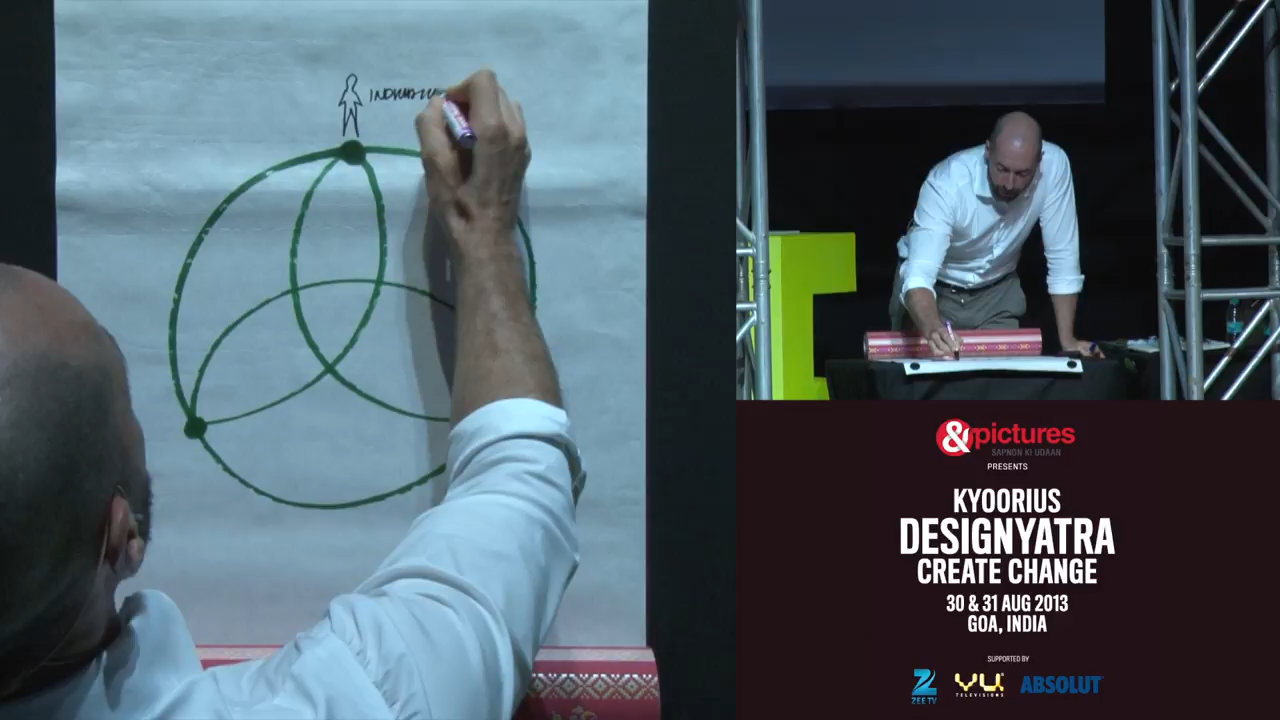 &pictures
SAPNON KI UDAAN
PRESENTS
KYOORIUS
DESIGNYATRA
CREATE CHANGE
30 & 31 AUG 2013
GOA, INDIA
SUPPORTED BY
Z
ZEE TV
YU
TELEVISIONS
ABSOLUT